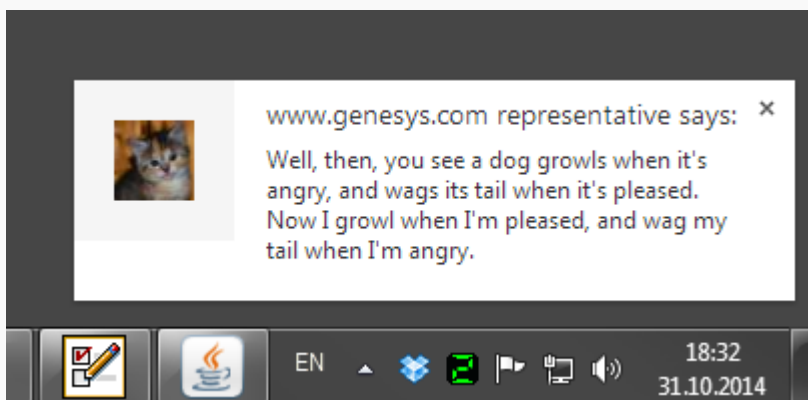 www.genesys.com representative says:
Well, then, you see a dog growls when it's
angry, and wags its tail when it's pleased.
Now I growl when I'm pleased, and wag my
tail when I'm angry.
EN
2
18:32
31.10.2014